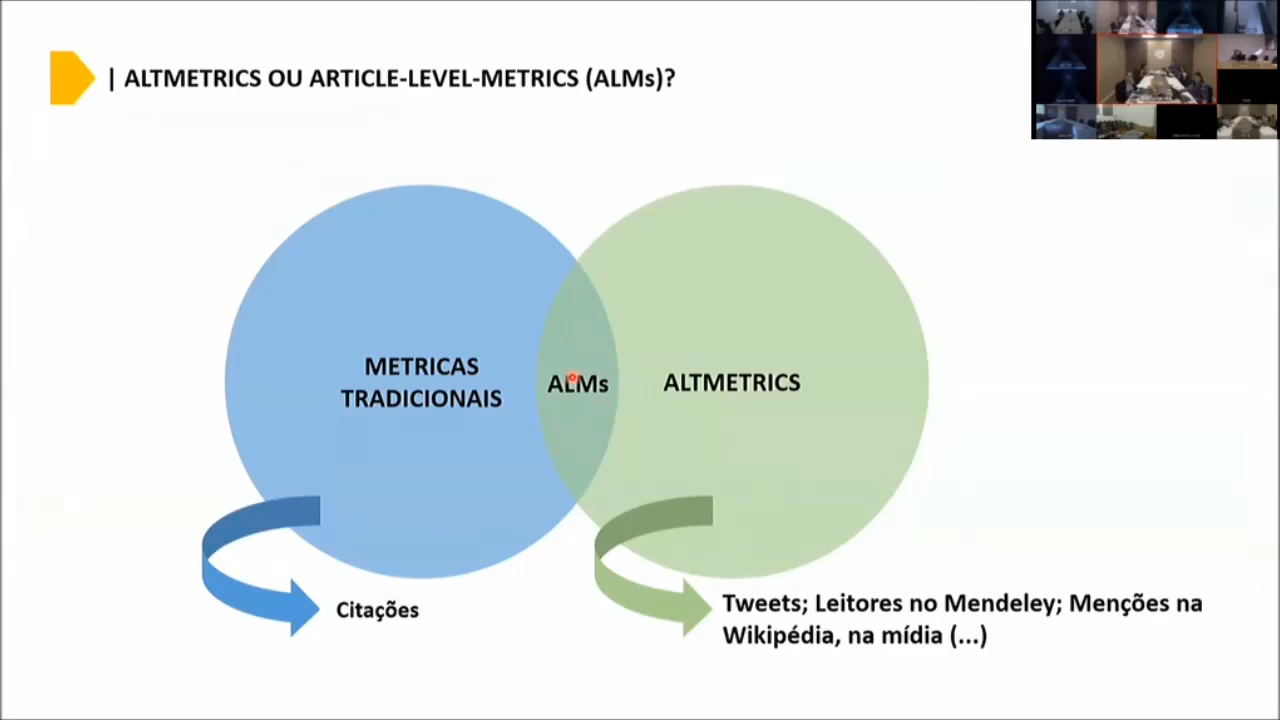 | ALTMETRICS OU ARTICLE-LEVEL-METRICS (ALMs)?
METRICAS
TRADICIONAIS
ALMs
ALTMETRICS
Citações
Tweets; Leitores no Mendeley; Menções na
Wikipédia, na mídia (...)